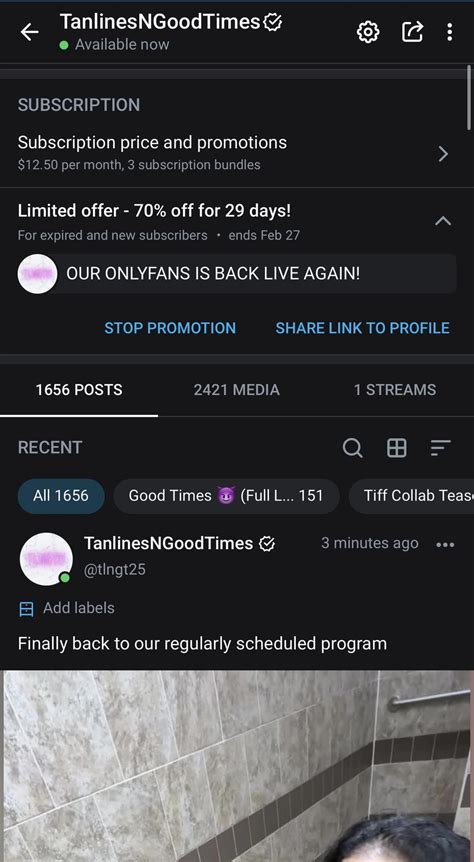 TanlinesNGoodTimes
Available now
SUBSCRIPTION
Subscription price and promotions
$12.50 per month, 3 subscription bundles
Limited offer - 70% off for 29 days!
For expired and new subscribers • ends Feb 27
OUR ONLYFANS IS BACK LIVE AGAIN!
STOP PROMOTION SHARE LINK TO PROFILE
1656 POSTS 2421 MEDIA 1 STREAMS
RECENT
All 1656 Good Times 😈 (Full L... 151 Tiff Collab Teas
TanlinesNGoodTimes 3 minutes ago
@tlngt25
Add labels
Finally back to our regularly scheduled program